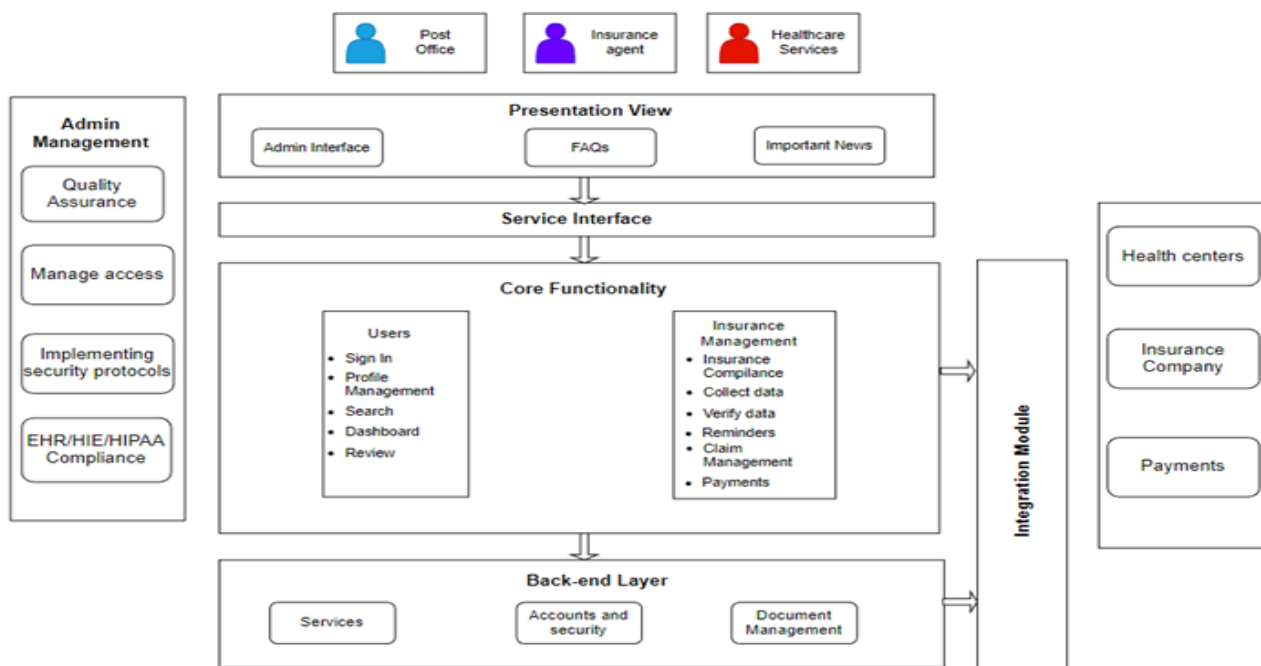 Post
Office
Insurance
agent
Healthcare
Services
Admin
Management
Quality
Assurance
Manage access
Implementing
security protocols
EHR/HIE/HIPAA
Compliance
Presentation View
Admin Interface
FAQs
Important News
Service Interface
Core Functionality
Users
• Sign In
• Profile
Management
• Search
• Dashboard
• Review
Insurance
Management
• Insurance
Compilance
• Collect data
• Verify data
• Reminders
• Claim
Management
• Payments
Back-end Layer
Services
Accounts and
security
Document
Management
Integration Module
Health centers
Insurance
Company
Payments